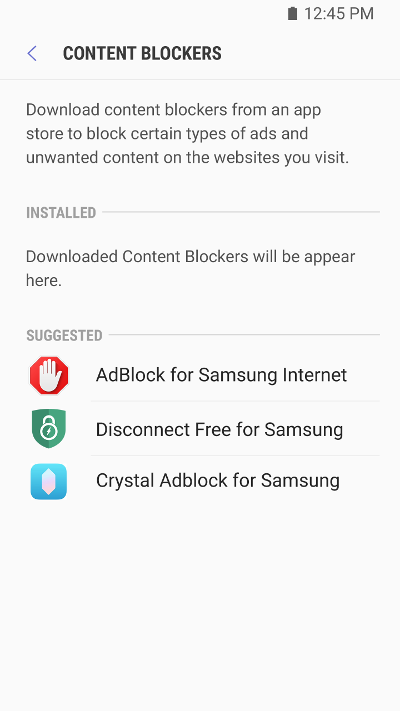 12:45 PM
CONTENT BLOCKERS
Download content blockers from an app
store to block certain types of ads and
unwanted content on the websites you visit.
INSTALLED
Downloaded Content Blockers will be appear
here.
SUGGESTED
AdBlock for Samsung Internet
Disconnect Free for Samsung
Crystal Adblock for Samsung